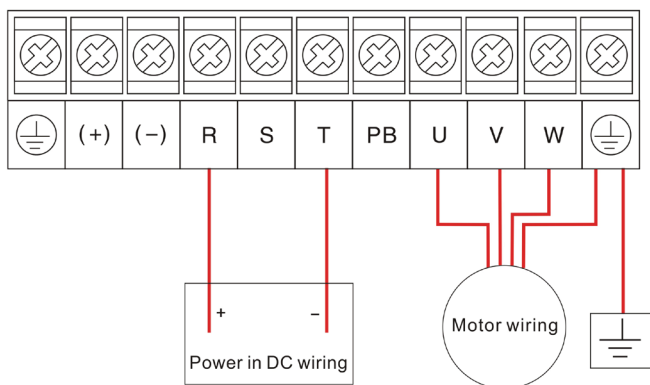 (+) (−) R S T PB U V W
+ −
Power in DC wiring
Motor wiring